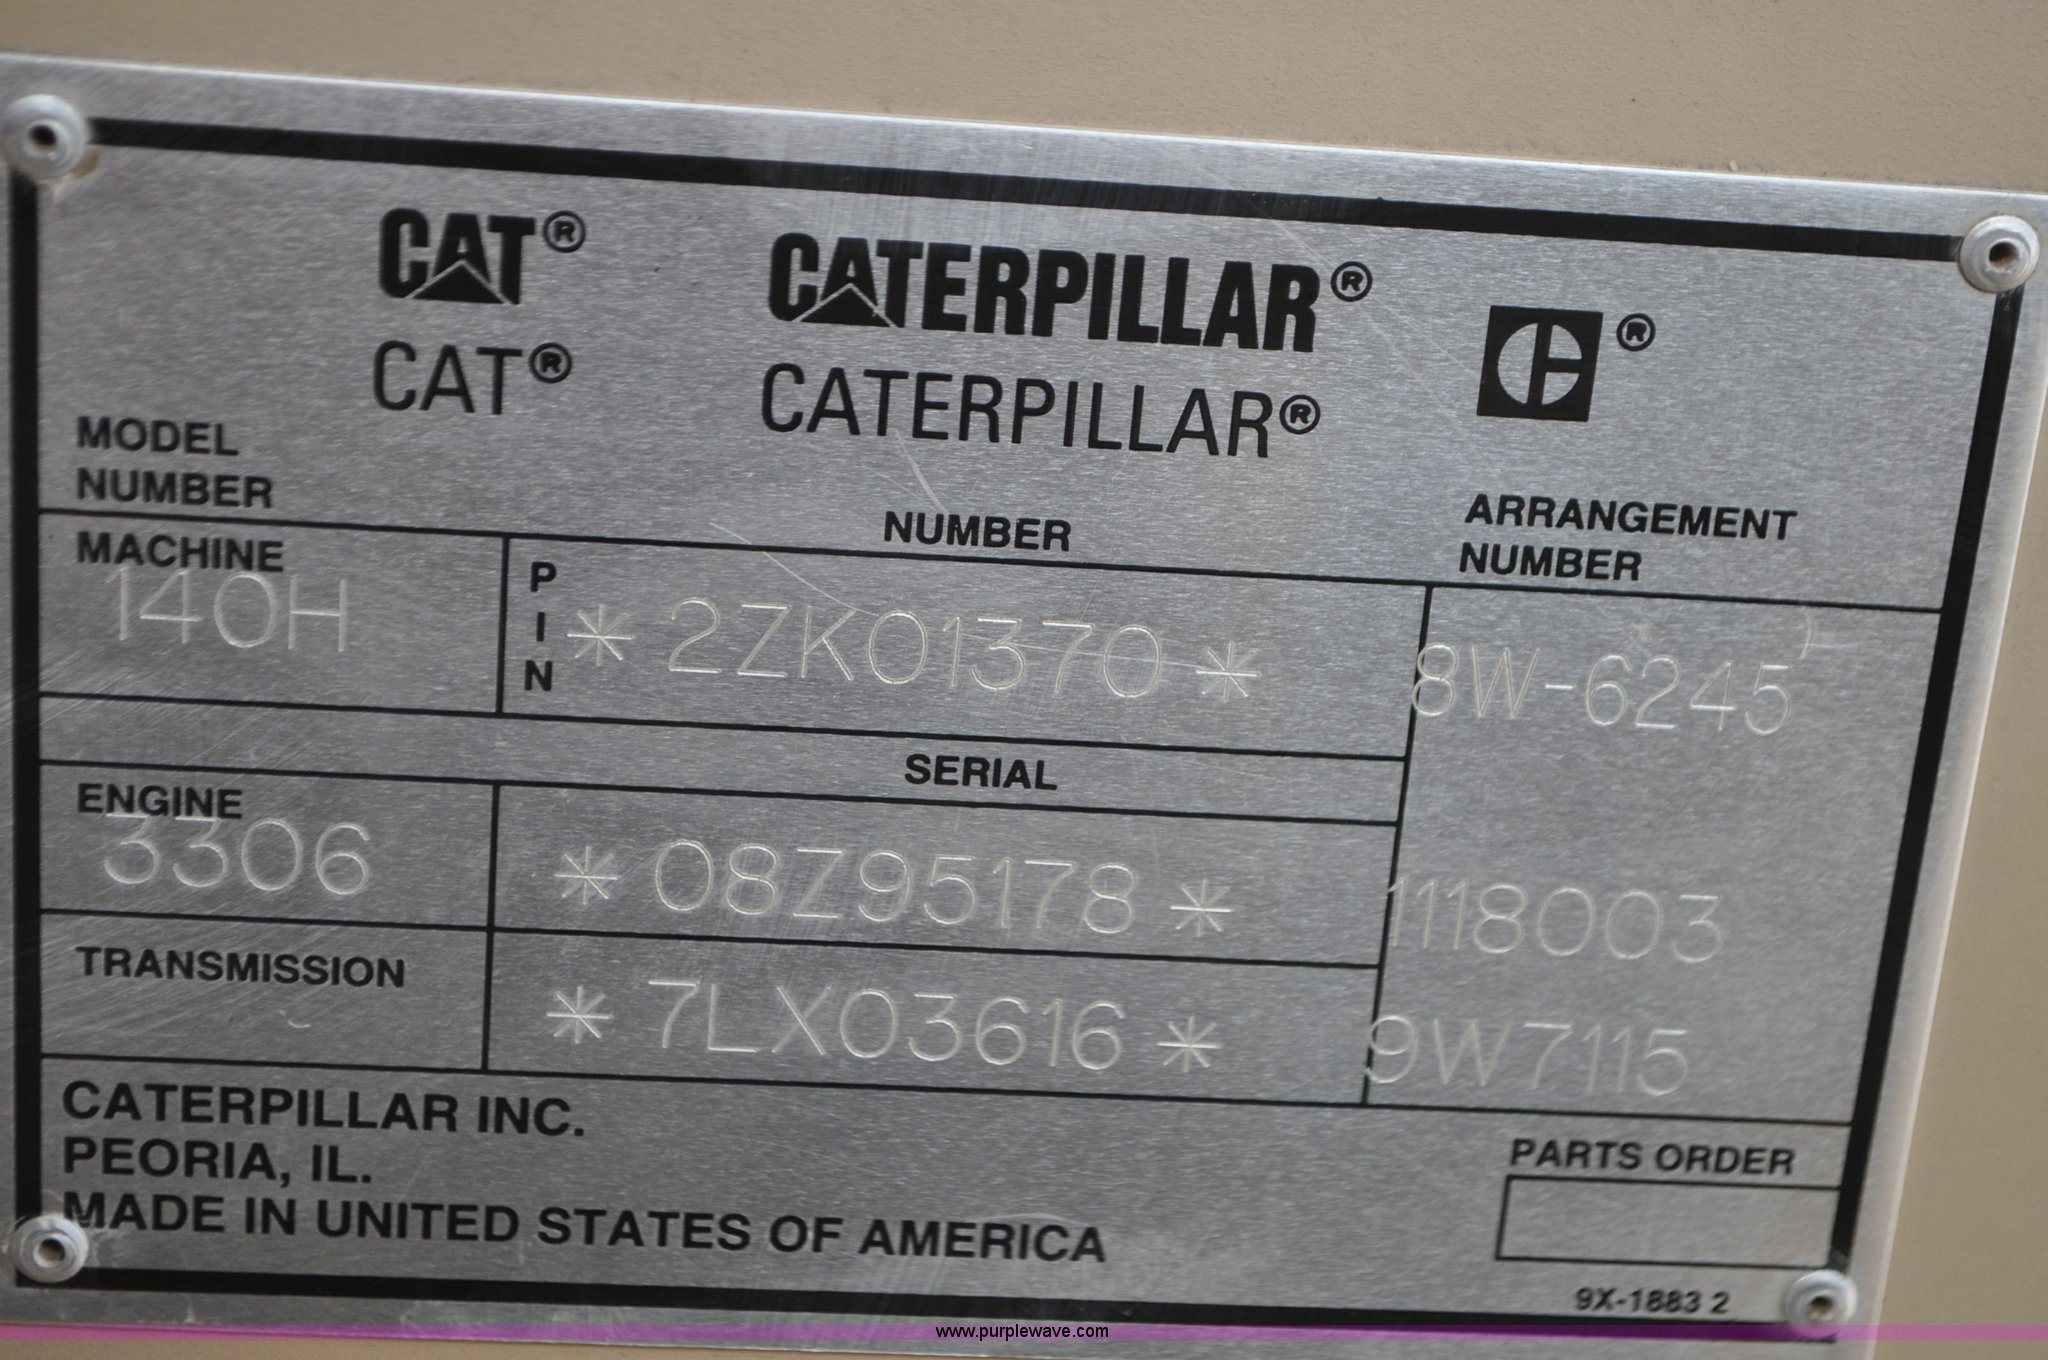 CAT® CATERPILLAR® ®
CAT® CATERPILLAR®
MODEL
NUMBER
NUMBER
ARRANGEMENT
NUMBER
MACHINE
140H
PIN
*2ZK01370*
8W-6245
SERIAL
ENGINE
3306
*08Z95178*
1118003
TRANSMISSION
*7LX03616*
9W7115
CATERPILLAR INC.
PEORIA, IL.
MADE IN UNITED STATES OF AMERICA
PARTS ORDER
9X-1883 2
www.purplewave.com